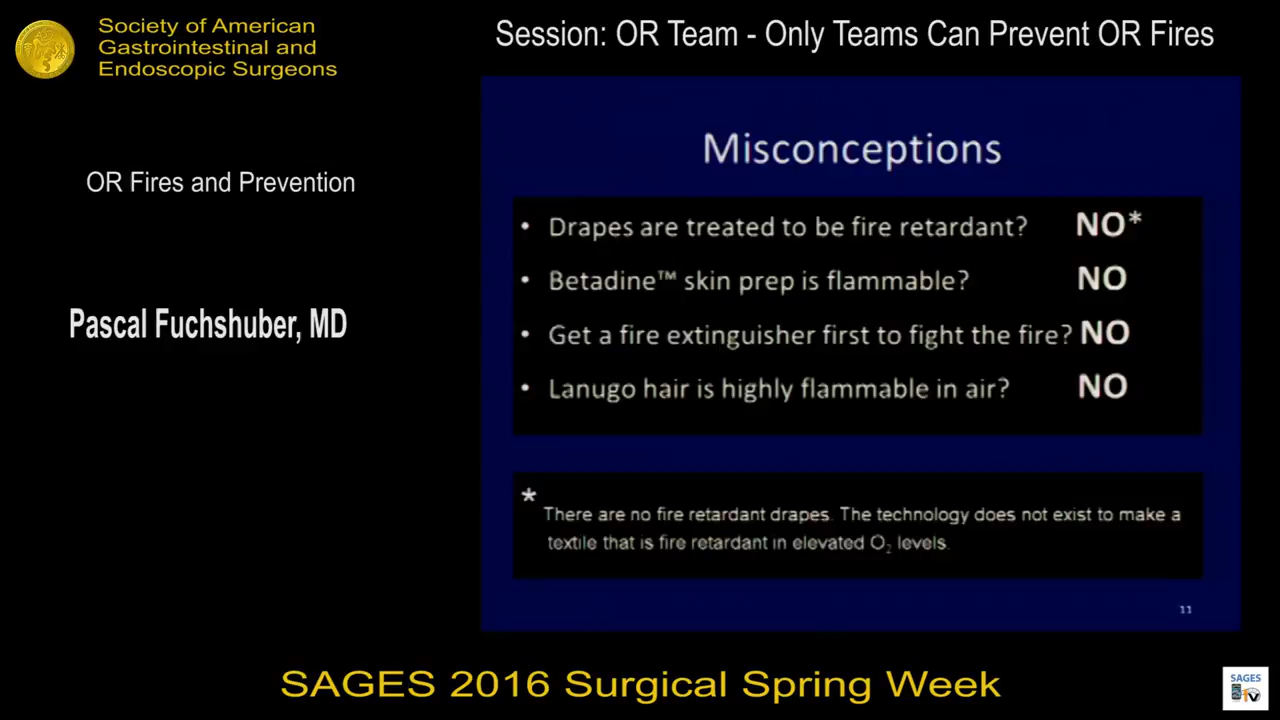 Society of American
Gastrointestinal and
Endoscopic Surgeons
Session: OR Team - Only Teams Can Prevent OR Fires
OR Fires and Prevention
Pascal Fuchshuber, MD
Misconceptions
• Drapes are treated to be fire retardant? NO*
• Betadine™ skin prep is flammable? NO
• Get a fire extinguisher first to fight the fire? NO
• Lanugo hair is highly flammable in air? NO
* There are no fire retardant drapes. The technology does not exist to make a
textile that is fire retardant in elevated O₂ levels.
11
SAGES 2016 Surgical Spring Week
SAGES
TV